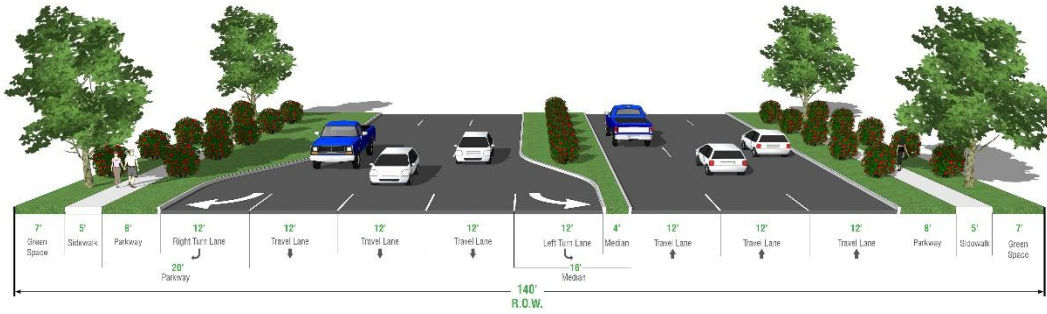 7'
Green
Space
5'
Sidewalk
8'
Parkway
12'
Right Turn Lane
20'
Parkway
12'
Travel Lane
12'
Travel Lane
12'
Travel Lane
12'
Left Turn Lane
4'
Median
16'
Median
12'
Travel Lane
12'
Travel Lane
12'
Travel Lane
8'
Parkway
5'
Sidewalk
7'
Green
Space
140'
R.O.W.